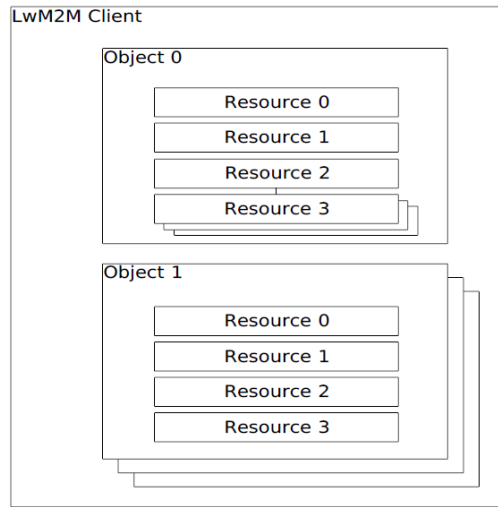 LwM2M Client
Object 0
Resource 0
Resource 1
Resource 2
Resource 3
Object 1
Resource 0
Resource 1
Resource 2
Resource 3